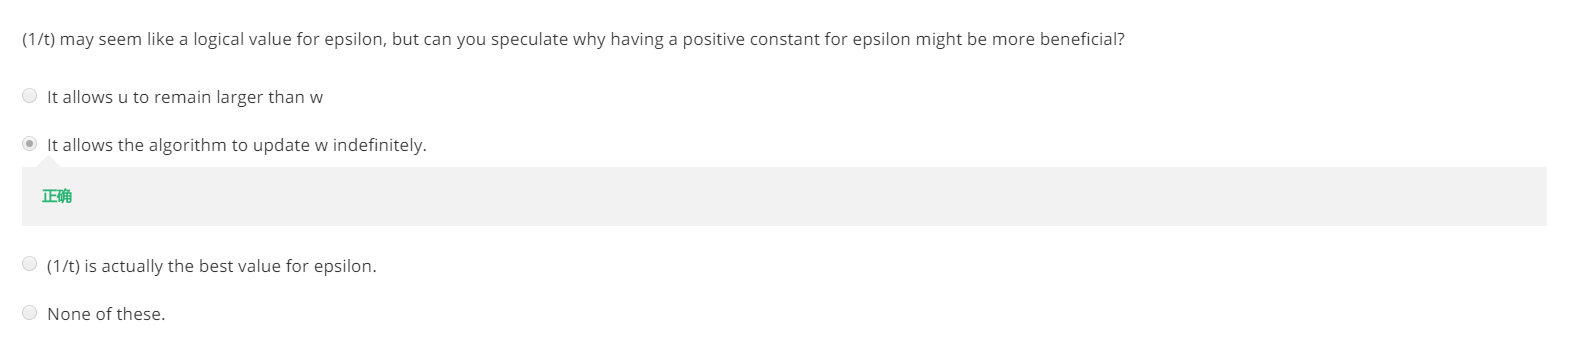 (1/t) may seem like a logical value for epsilon, but can you speculate why having a positive constant for epsilon might be more beneficial?
It allows u to remain larger than w
It allows the algorithm to update w indefinitely.
正确
(1/t) is actually the best value for epsilon.
None of these.